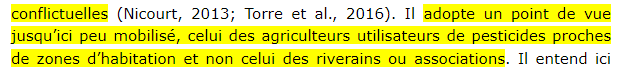 conflictuelles (Nicourt, 2013; Torre et al., 2016). Il adopte un point de vue
jusqu'ici peu mobilisé, celui des agriculteurs utilisateurs de pesticides proches
de zones d'habitation et non celui des riverains ou associations. Il entend ici